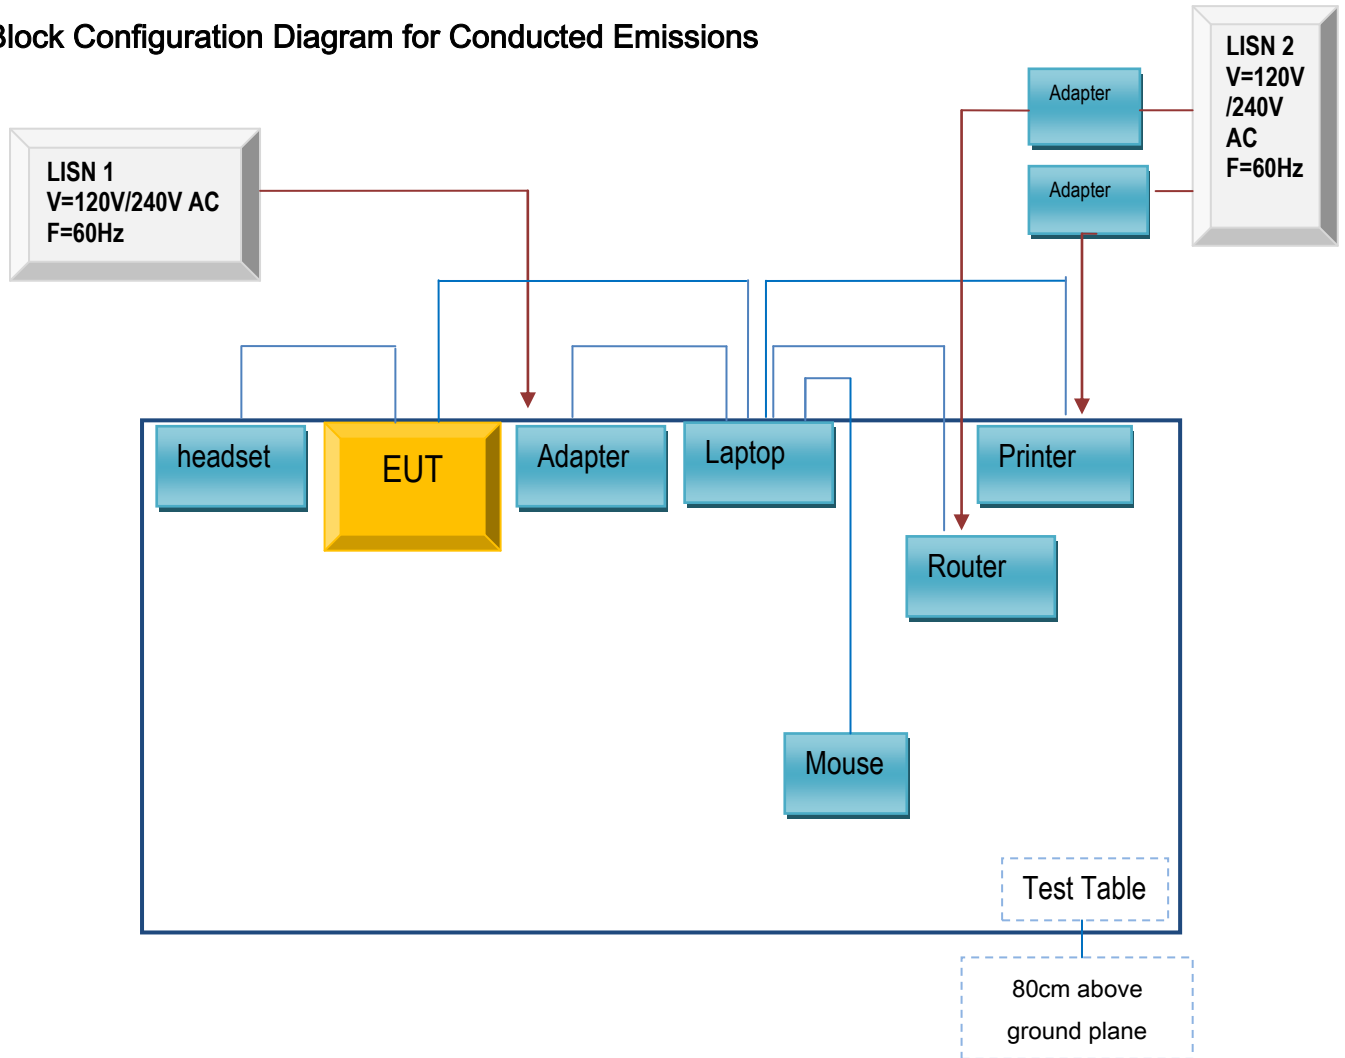 Block Configuration Diagram for Conducted Emissions
LISN 2
V=120V
/240V
AC
F=60Hz
Adapter
Adapter
LISN 1
V=120V/240V AC
F=60Hz
headset
EUT
Adapter
Laptop
Printer
Router
Mouse
Test Table
80cm above
ground plane